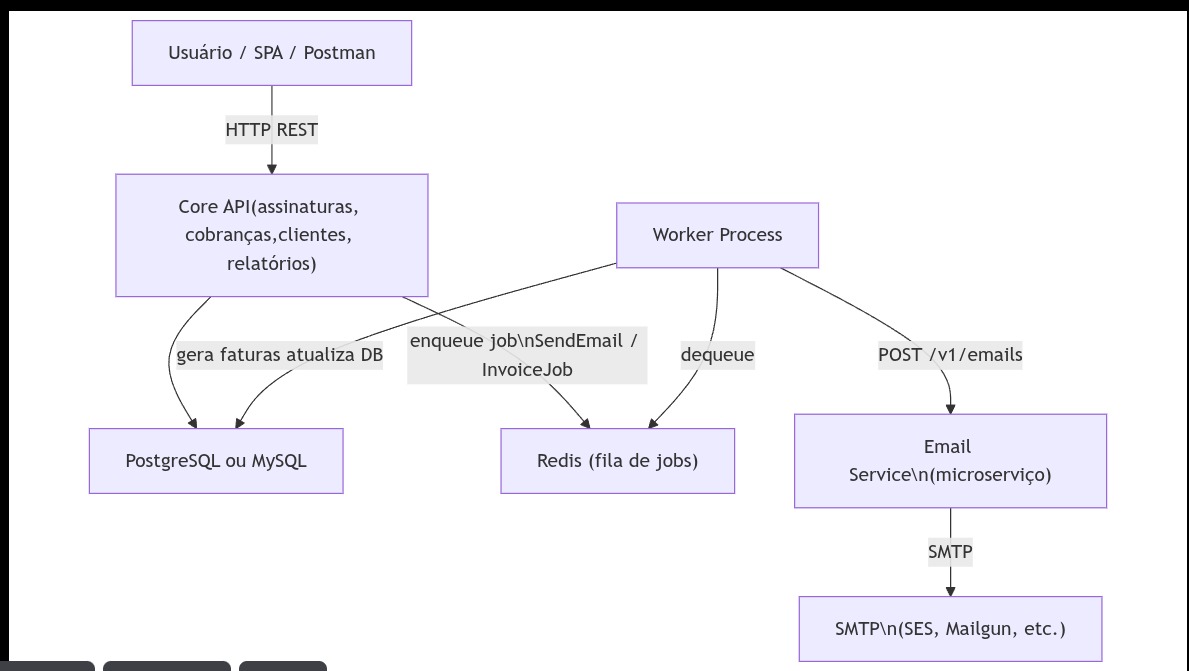 Usuário / SPA / Postman
HTTP REST
Core API(assinaturas,
cobranças,clientes,
relatórios)
Worker Process
gera faturas atualiza DB
enqueue job\nSendEmail /
InvoiceJob
dequeue
POST /v1/emails
PostgreSQL ou MySQL
Redis (fila de jobs)
Email
Service\n(microserviço)
SMTP
SMTP\n(SES, Mailgun, etc.)